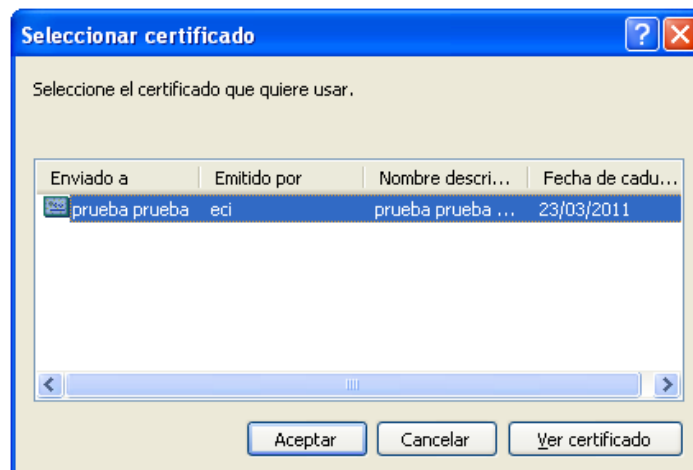 Seleccionar certificado
Seleccione el certificado que quiere usar.
Enviado a Emitido por Nombre descri... Fecha de cadu...
prueba prueba eci prueba prueba ... 23/03/2011
Aceptar Cancelar Ver certificado